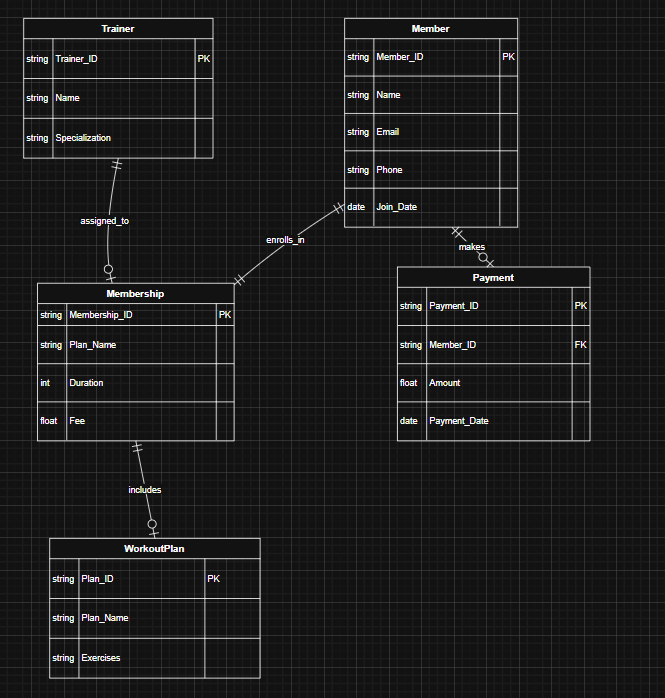 Trainer
string Trainer_ID PK
string Name
string Specialization
Member
string Member_ID PK
string Name
string Email
string Phone
date Join_Date
assigned_to
enrolls_in
makes
Membership
string Membership_ID PK
string Plan_Name
int Duration
float Fee
Payment
string Payment_ID PK
string Member_ID FK
float Amount
date Payment_Date
includes
WorkoutPlan
string Plan_ID PK
string Plan_Name
string Exercises